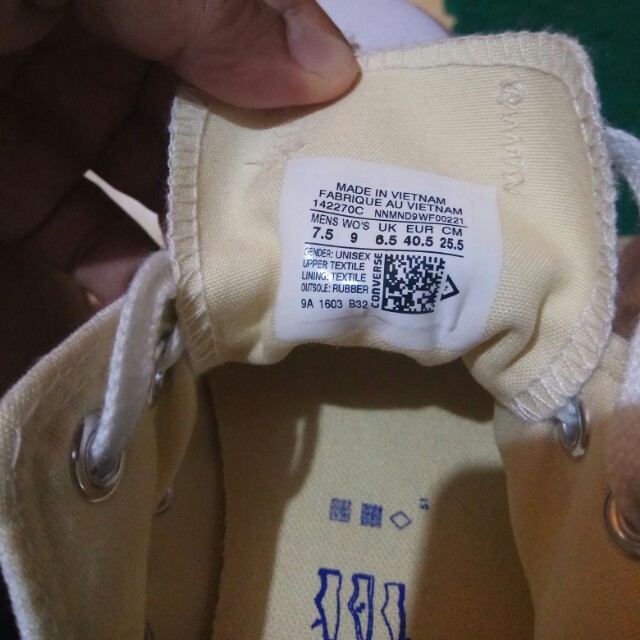 MADE IN VIETNAM
FABRIQUE AU VIETNAM
142270C NNMND9WF00221
MENS WO'S UK EUR CM
7.5 9 6.5 40.5 25.5
GENDER: UNISEX
UPPER TEXTILE
LINING: TEXTILE
OUTSOLE: RUBBER
CONVERSE
9A 1603 B32